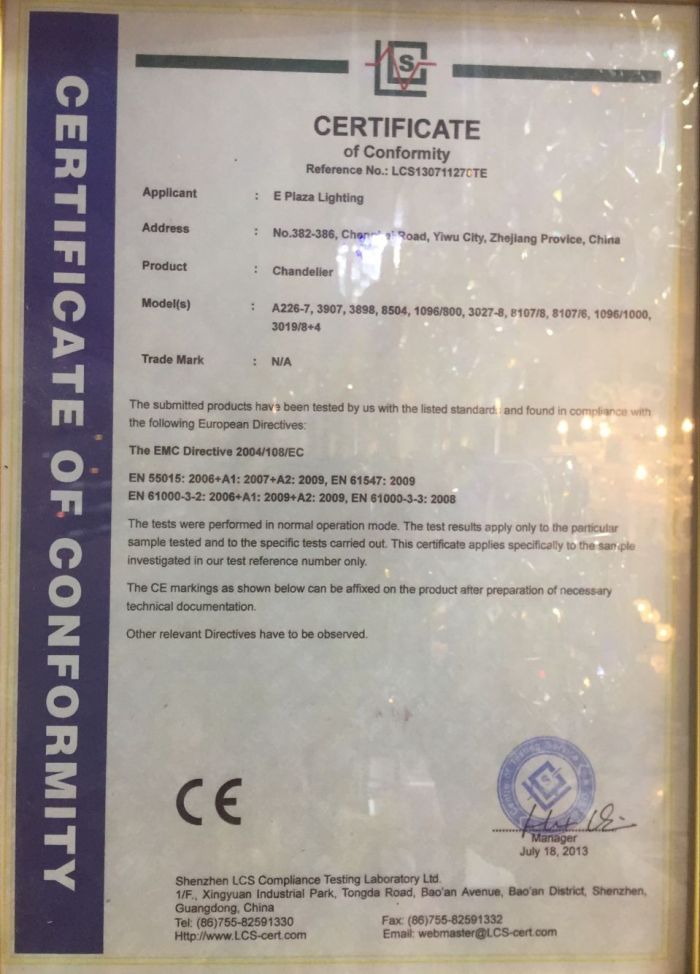 CERTIFICATE OF CONFORMITY
LCS
CERTIFICATE
of Conformity
Reference No.: LCS130711270TE
Applicant : E Plaza Lighting
Address : No.382-386, Road, Yiwu City, Zhejiang Provice, China
Product : Chandelier
Model(s) : A226-7, 3907, 3898, 8504, 1096/800, 3027-8, 8107/8, 8107/6, 1096/1000,
3019/8+4
Trade Mark : N/A
The submitted products have been tested by us with the listed standards and found in compliance with
the following European Directives:
The EMC Directive 2004/108/EC
EN 55015: 2006+A1: 2007+A2: 2009, EN 61547: 2009
EN 61000-3-2: 2006+A1: 2009+A2: 2009, EN 61000-3-3: 2008
The tests were performed in normal operation mode. The test results apply only to the particular
sample tested and to the specific tests carried out. This certificate applies specifically to the sample
investigated in our test reference number only.
The CE markings as shown below can be affixed on the product after preparation of necessary
technical documentation.
Other relevant Directives have to be observed.
CE
Manager
July 18, 2013
Shenzhen LCS Compliance Testing Laboratory Ltd.
1/F., Xingyuan Industrial Park, Tongda Road, Bao'an Avenue, Bao'an District, Shenzhen,
Guangdong, China
Tel: (86)755-82591330 Fax: (86)755-82591332
Http://www.LCS-cert.com Email: webmaster@LCS-cert.com